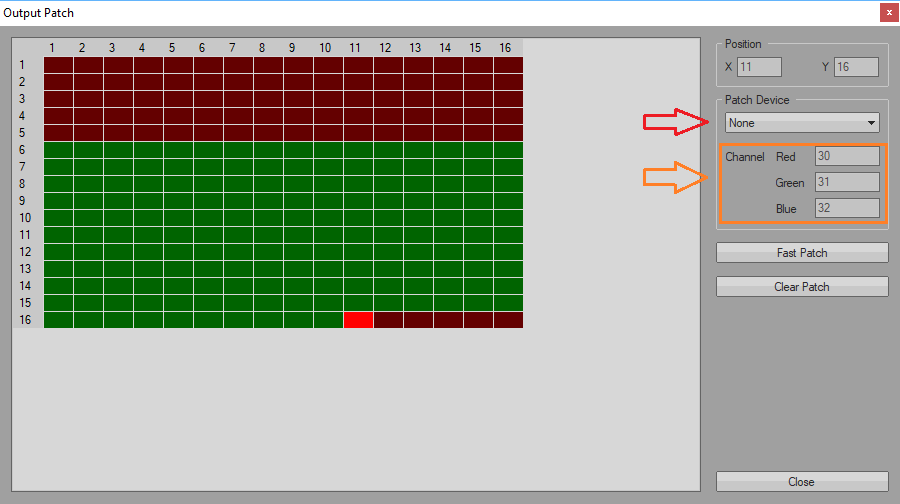 Output Patch
x
1 2 3 4 5 6 7 8 9 10 11 12 13 14 15 16
1
2
3
4
5
6
7
8
9
10
11
12
13
14
15
16
Position
X 11 Y 16
Patch Device
None
Channel Red 30
Green 31
Blue 32
Fast Patch
Clear Patch
Close